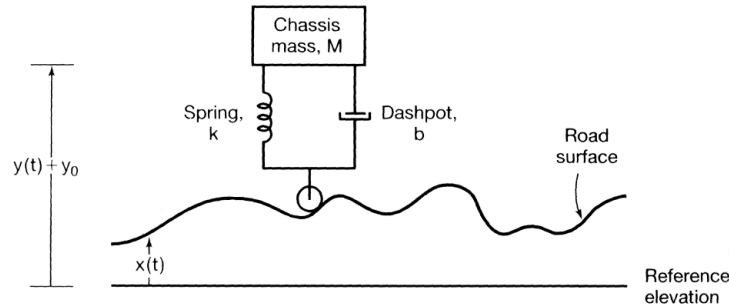 Chassis
mass, M
Spring,
k
Dashpot,
b
Road
surface
y(t) + y₀
x(t)
Reference
elevation